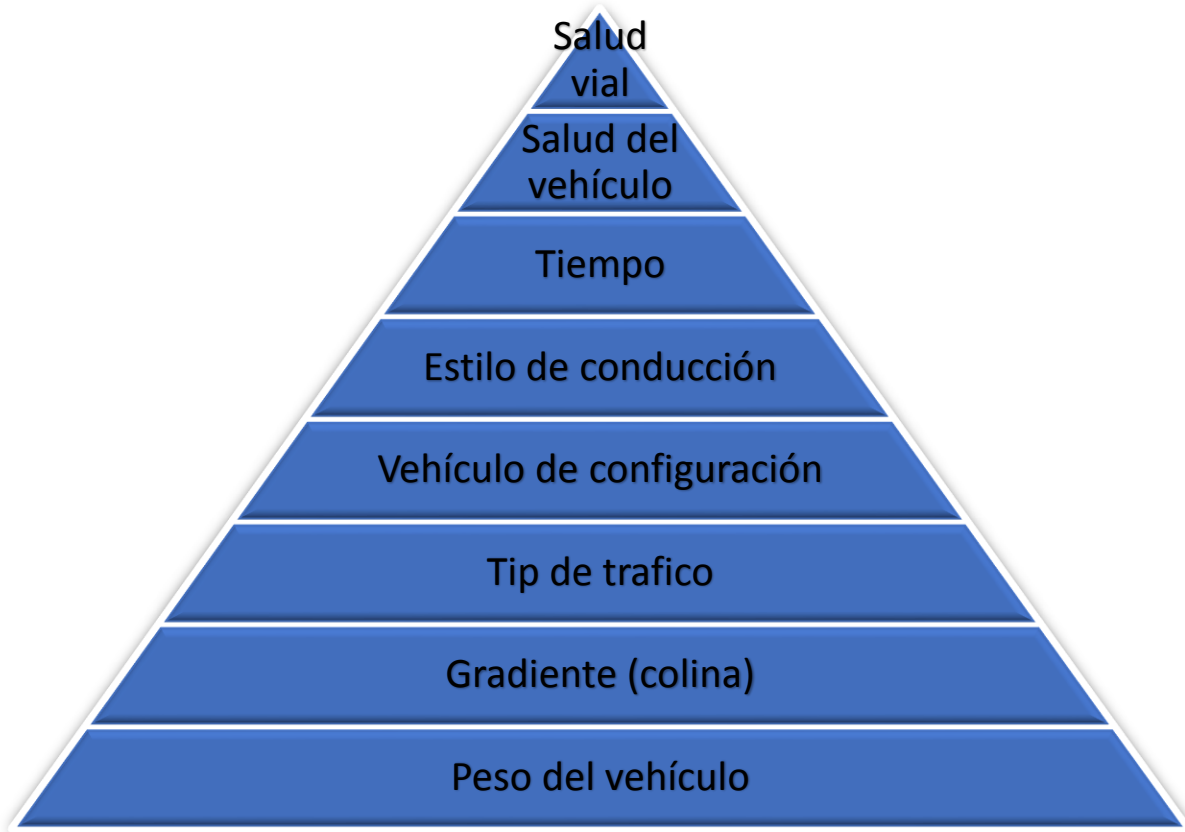 Salud
vial
Salud del
vehículo
Tiempo
Estilo de conducción
Vehículo de configuración
Tip de trafico
Gradiente (colina)
Peso del vehículo